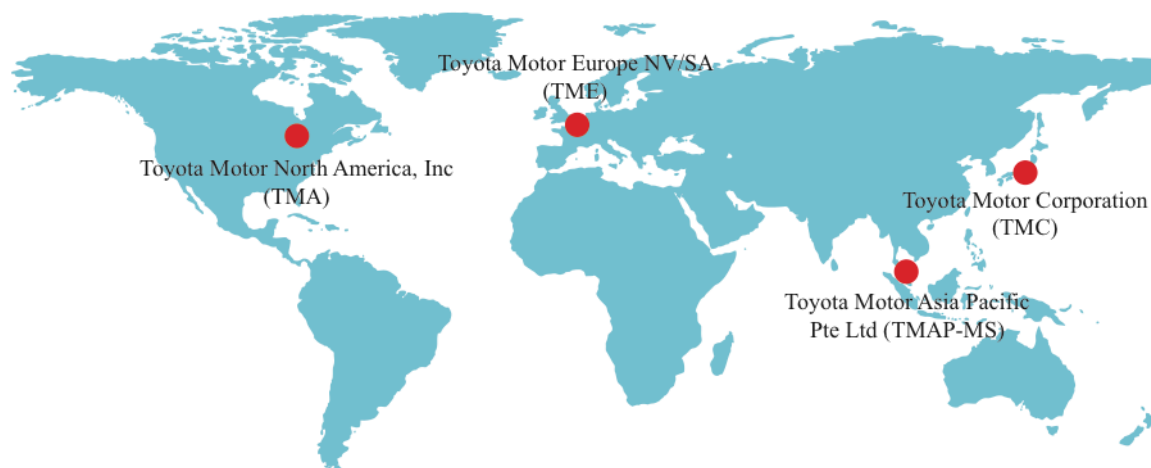 Toyota Motor Europe NV/SA
(TME)
Toyota Motor North America, Inc
(TMA)
Toyota Motor Corporation
(TMC)
Toyota Motor Asia Pacific
Pte Ltd (TMAP-MS)